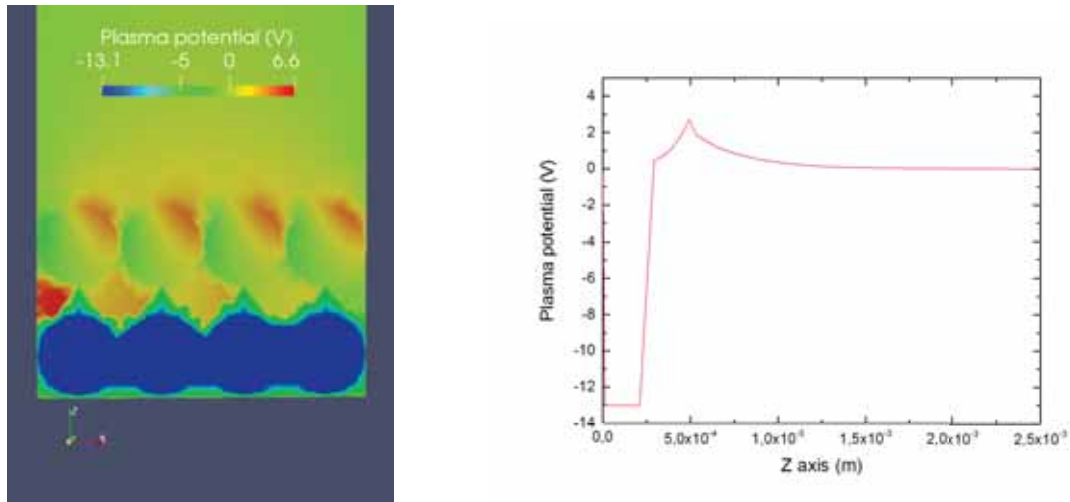 Plasma potential (V)
-13.1 -5 0 6.6
Plasma potential (V)
4
2
0
-2
-4
-6
-8
-10
-12
-14
0,0 5,0x10⁻⁴ 1,0x10⁻³ 1,5x10⁻³ 2,0x10⁻³ 2,5x10⁻³
Z axis (m)